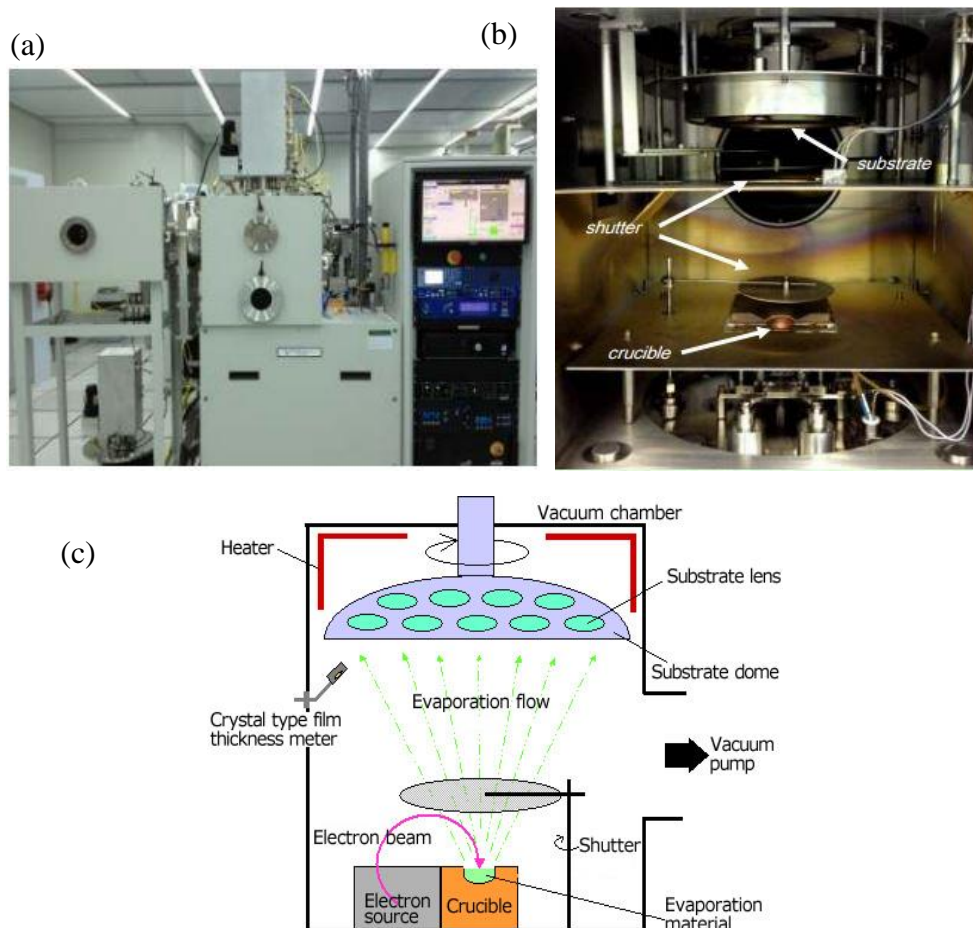 (a)
(b)
substrate
shutter
crucible
(c)
Vacuum chamber
Heater
Substrate lens
Substrate dome
Evaporation flow
Crystal type film
thickness meter
Vacuum
pump
Electron beam
Shutter
Electron
source
Crucible
Evaporation
material